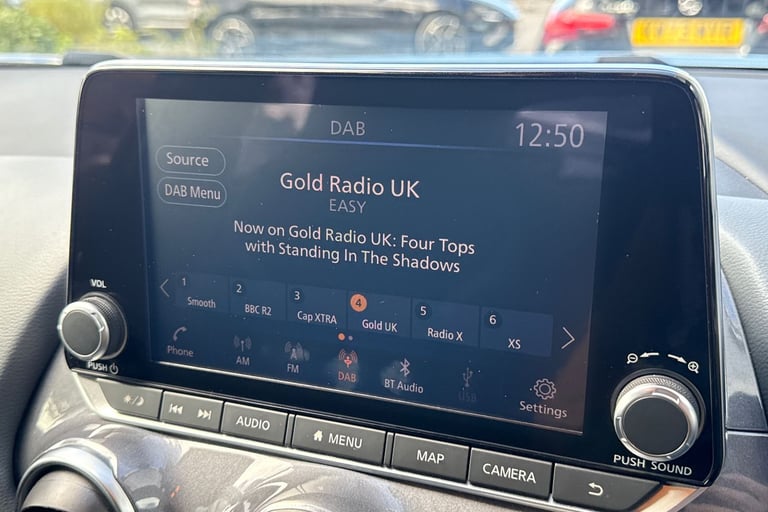 DAB
12:50
Source
DAB Menu
Gold Radio UK
EASY
Now on Gold Radio UK: Four Tops
with Standing In The Shadows
1 Smooth
2 BBC R2
3 Cap XTRA
4 Gold UK
5 Radio X
6 XS
Phone
AM
FM
DAB
BT Audio
USB
Settings
VOL
PUSH
PUSH SOUND
AUDIO
MENU
MAP
CAMERA